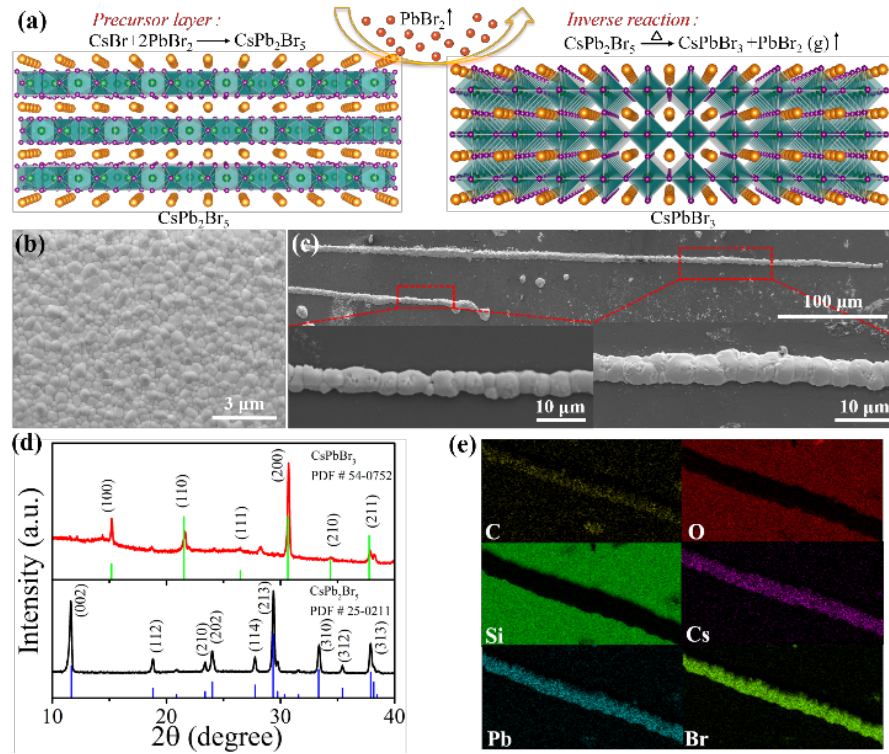 (a)
Precursor layer :
CsBr+2PbBr₂ → CsPb₂Br₅
PbBr₂↑
Inverse reaction :
CsPb₂Br₅ △→ CsPbBr₃ +PbBr₂ (g)↑
CsPb₂Br₅
CsPbBr₃
(b)
3 μm
(c)
100 μm
10 μm
10 μm
(d)
Intensity (a.u.)
CsPbBr₃
PDF # 54-0752
(100)
(110)
(111)
(200)
(210)
(211)
CsPb₂Br₅
PDF # 25-0211
(002)
(112)
(210)
(202)
(114)
(213)
(310)
(312)
(313)
10 20 30 40
2θ (degree)
(e)
C
O
Si
Cs
Pb
Br